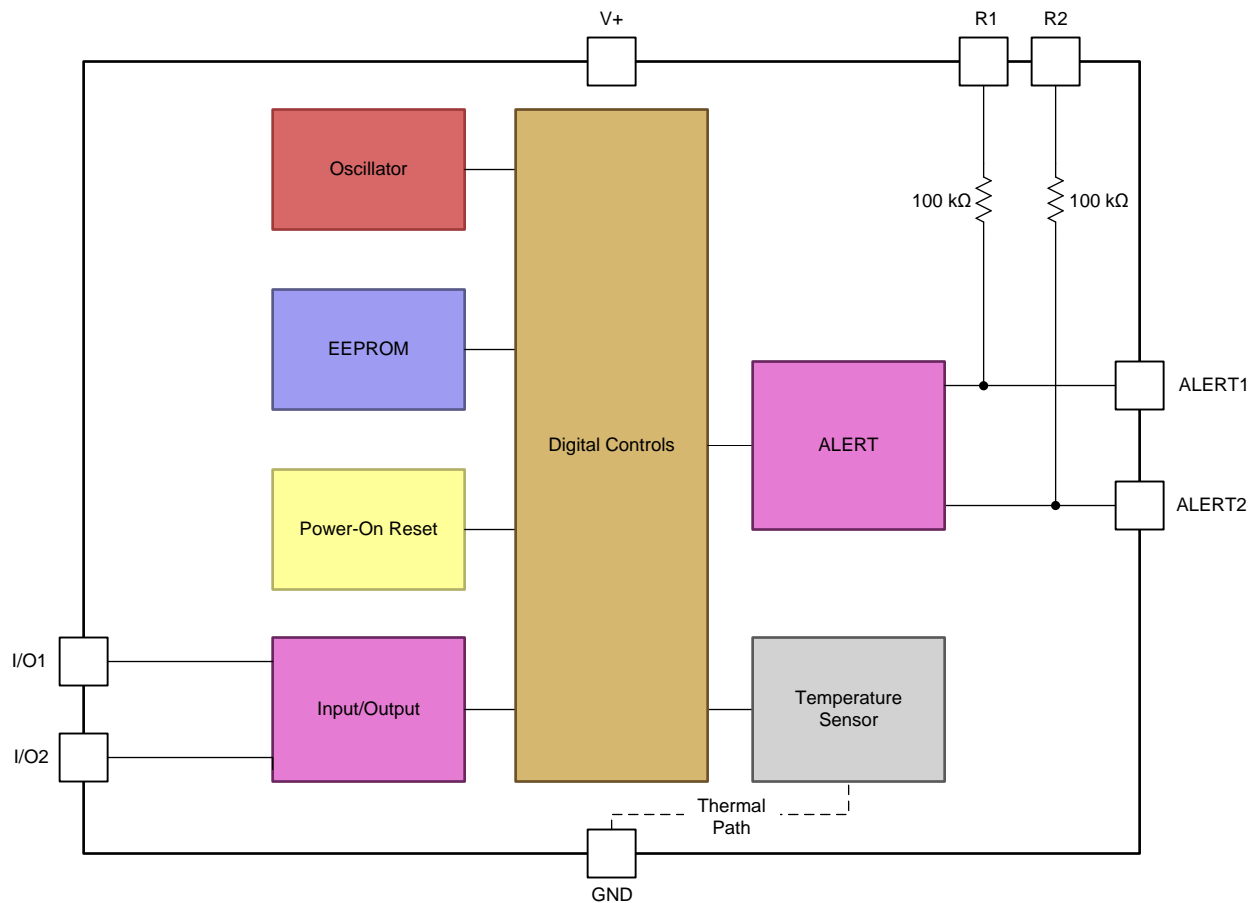 V+
R1
R2
Oscillator
100 kΩ
100 kΩ
EEPROM
ALERT1
Digital Controls
ALERT
ALERT2
Power-On Reset
I/O1
Input/Output
Temperature
Sensor
I/O2
Thermal
Path
GND